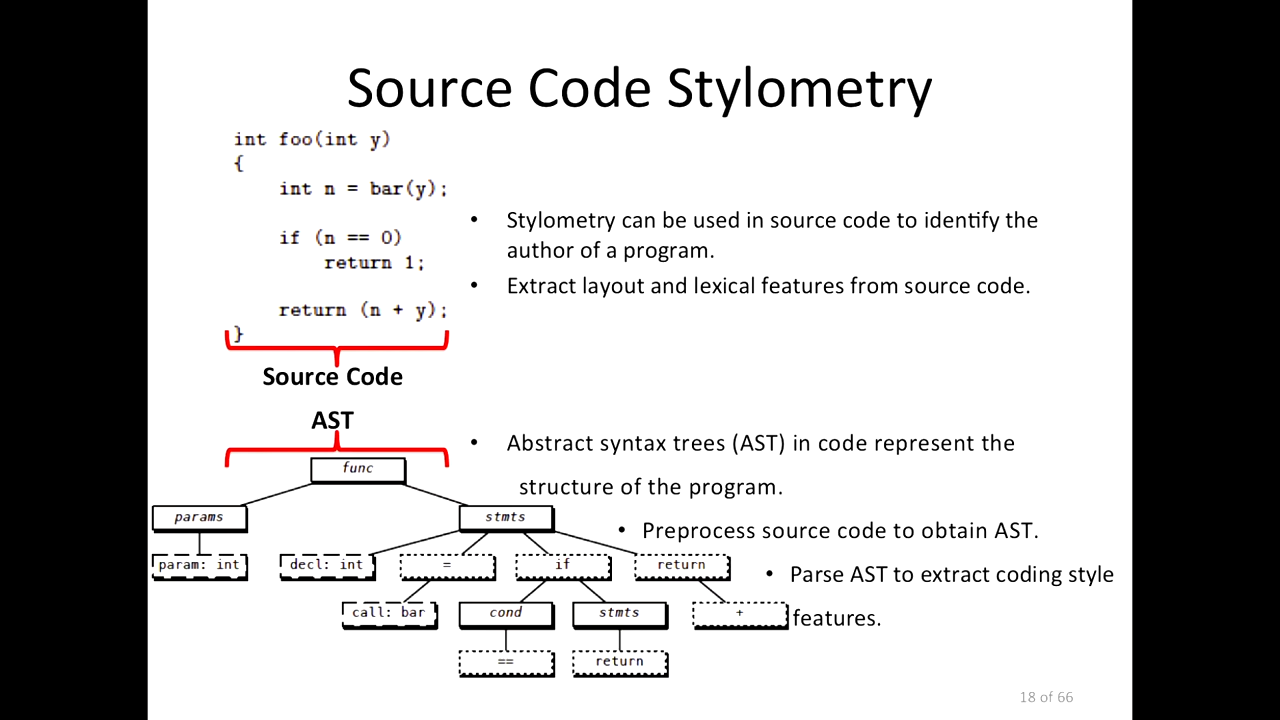 Source Code Stylometry
int foo(int y)
{
int n = bar(y);
if (n == 0)
return 1;
return (n + y);
}
Source Code
• Stylometry can be used in source code to identify the
author of a program.
• Extract layout and lexical features from source code.
AST
func
params
stmts
param: int
decl: int
=
if
return
call: bar
cond
stmts
+
==
return
• Abstract syntax trees (AST) in code represent the
structure of the program.
• Preprocess source code to obtain AST.
• Parse AST to extract coding style
features.
18 of 66